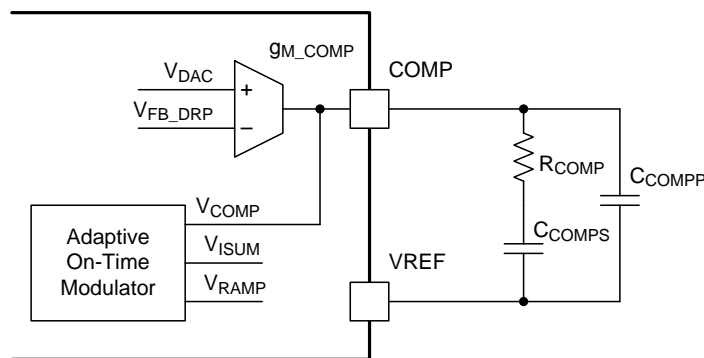 gM_COMP
COMP
VDAC
VFB_DRP
+
−
RCOMP
CCOMPP
CCOMPS
VCOMP
VISUM
VRAMP
Adaptive
On-Time
Modulator
VREF